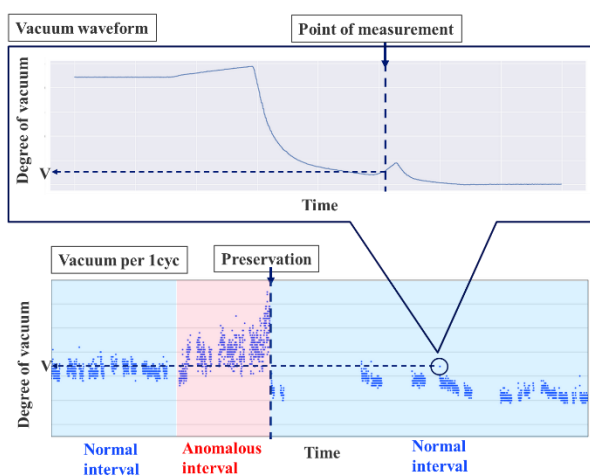 Vacuum waveform
Point of measurement
Degree of vacuum
V
Time
Vacuum per 1cyc
Preservation
Degree of vacuum
V
Normal
interval
Anomalous
interval
Time
Normal
interval